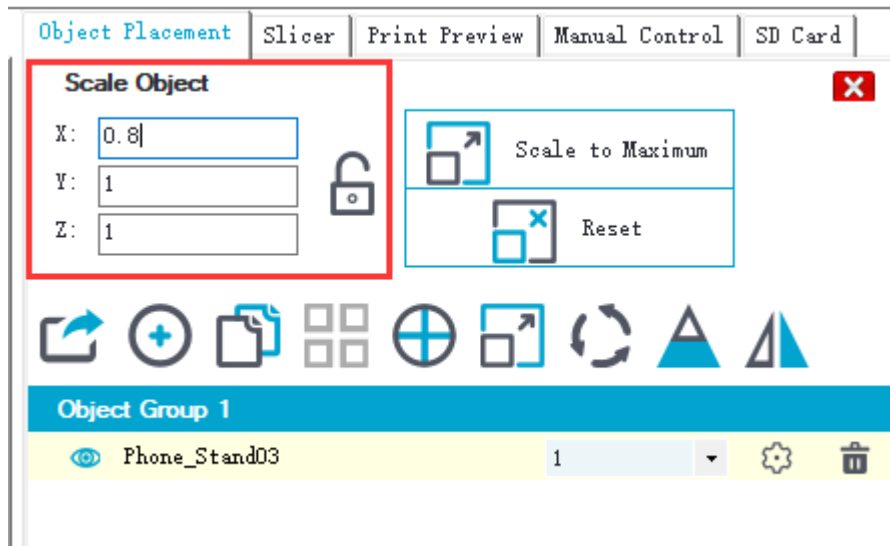 Object Placement Slicer Print Preview Manual Control SD Card
Scale Object
X: 0.8
Y: 1
Z: 1
Scale to Maximum
Reset
Object Group 1
Phone_Stand03 1